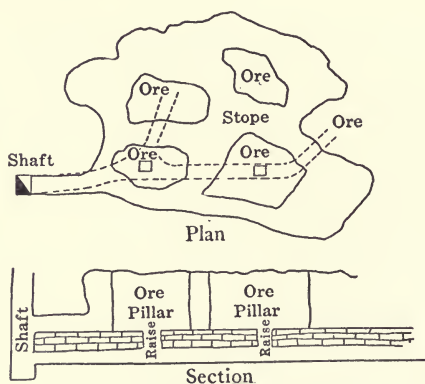 Ore
Ore
Stope
Ore
Shaft
Ore
Ore
Plan
Shaft
Ore
Pillar
Raise
Ore
Pillar
Raise
Section